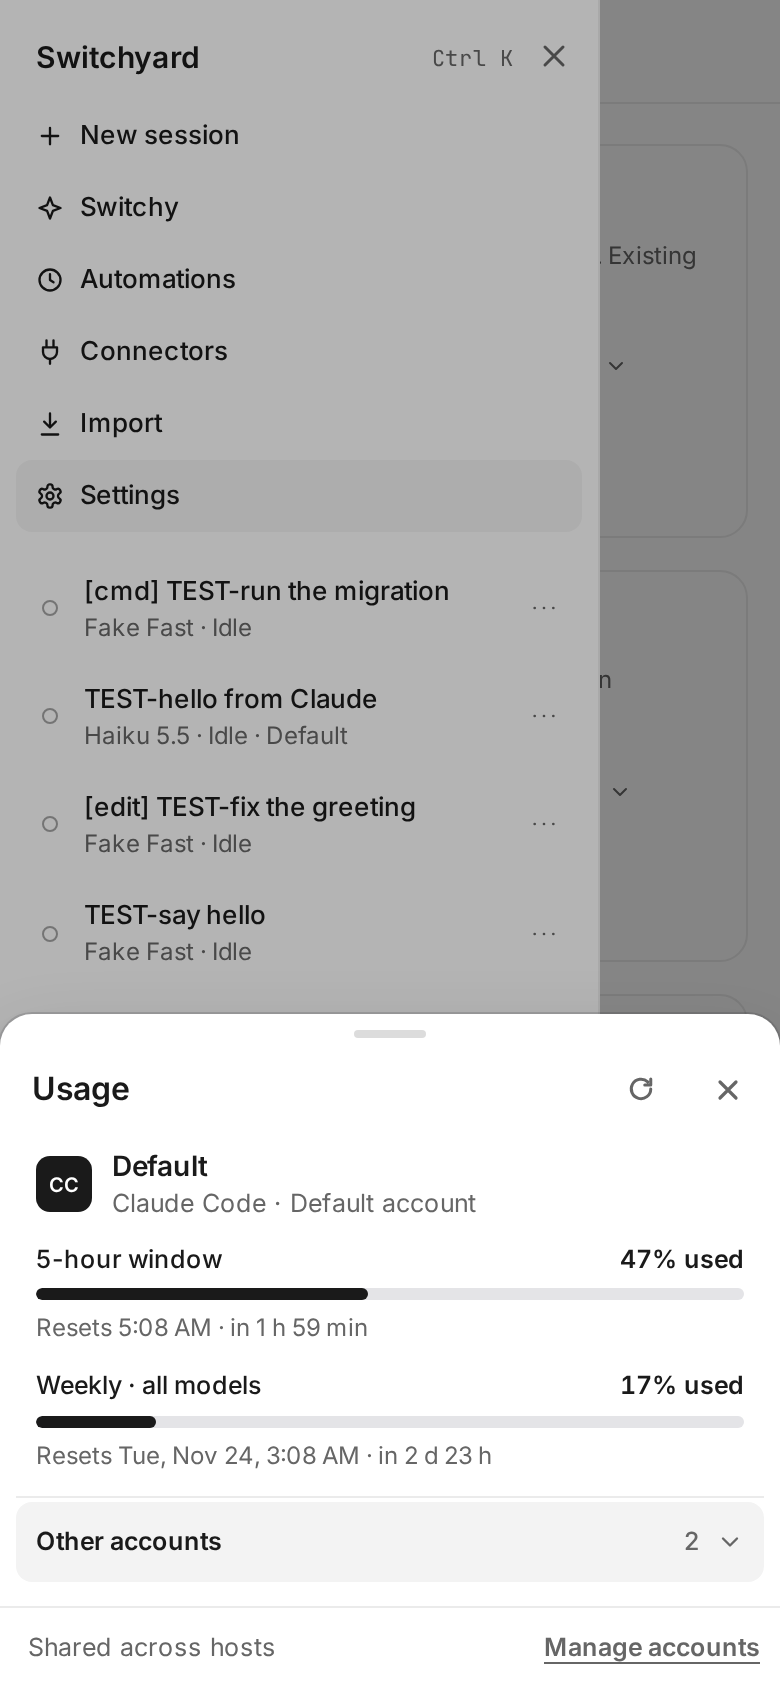 Switchyard
Ctrl K
New session
Switchy
Automations
Connectors
Import
Settings
[cmd] TEST-run the migration
Fake Fast · Idle
TEST-hello from Claude
Haiku 5.5 · Idle · Default
[edit] TEST-fix the greeting
Fake Fast · Idle
TEST-say hello
Fake Fast · Idle
. Existing
n
Usage
CC
Default
Claude Code · Default account
5-hour window 47% used
Resets 5:08 AM · in 1 h 59 min
Weekly · all models 17% used
Resets Tue, Nov 24, 3:08 AM · in 2 d 23 h
Other accounts 2
Shared across hosts Manage accounts